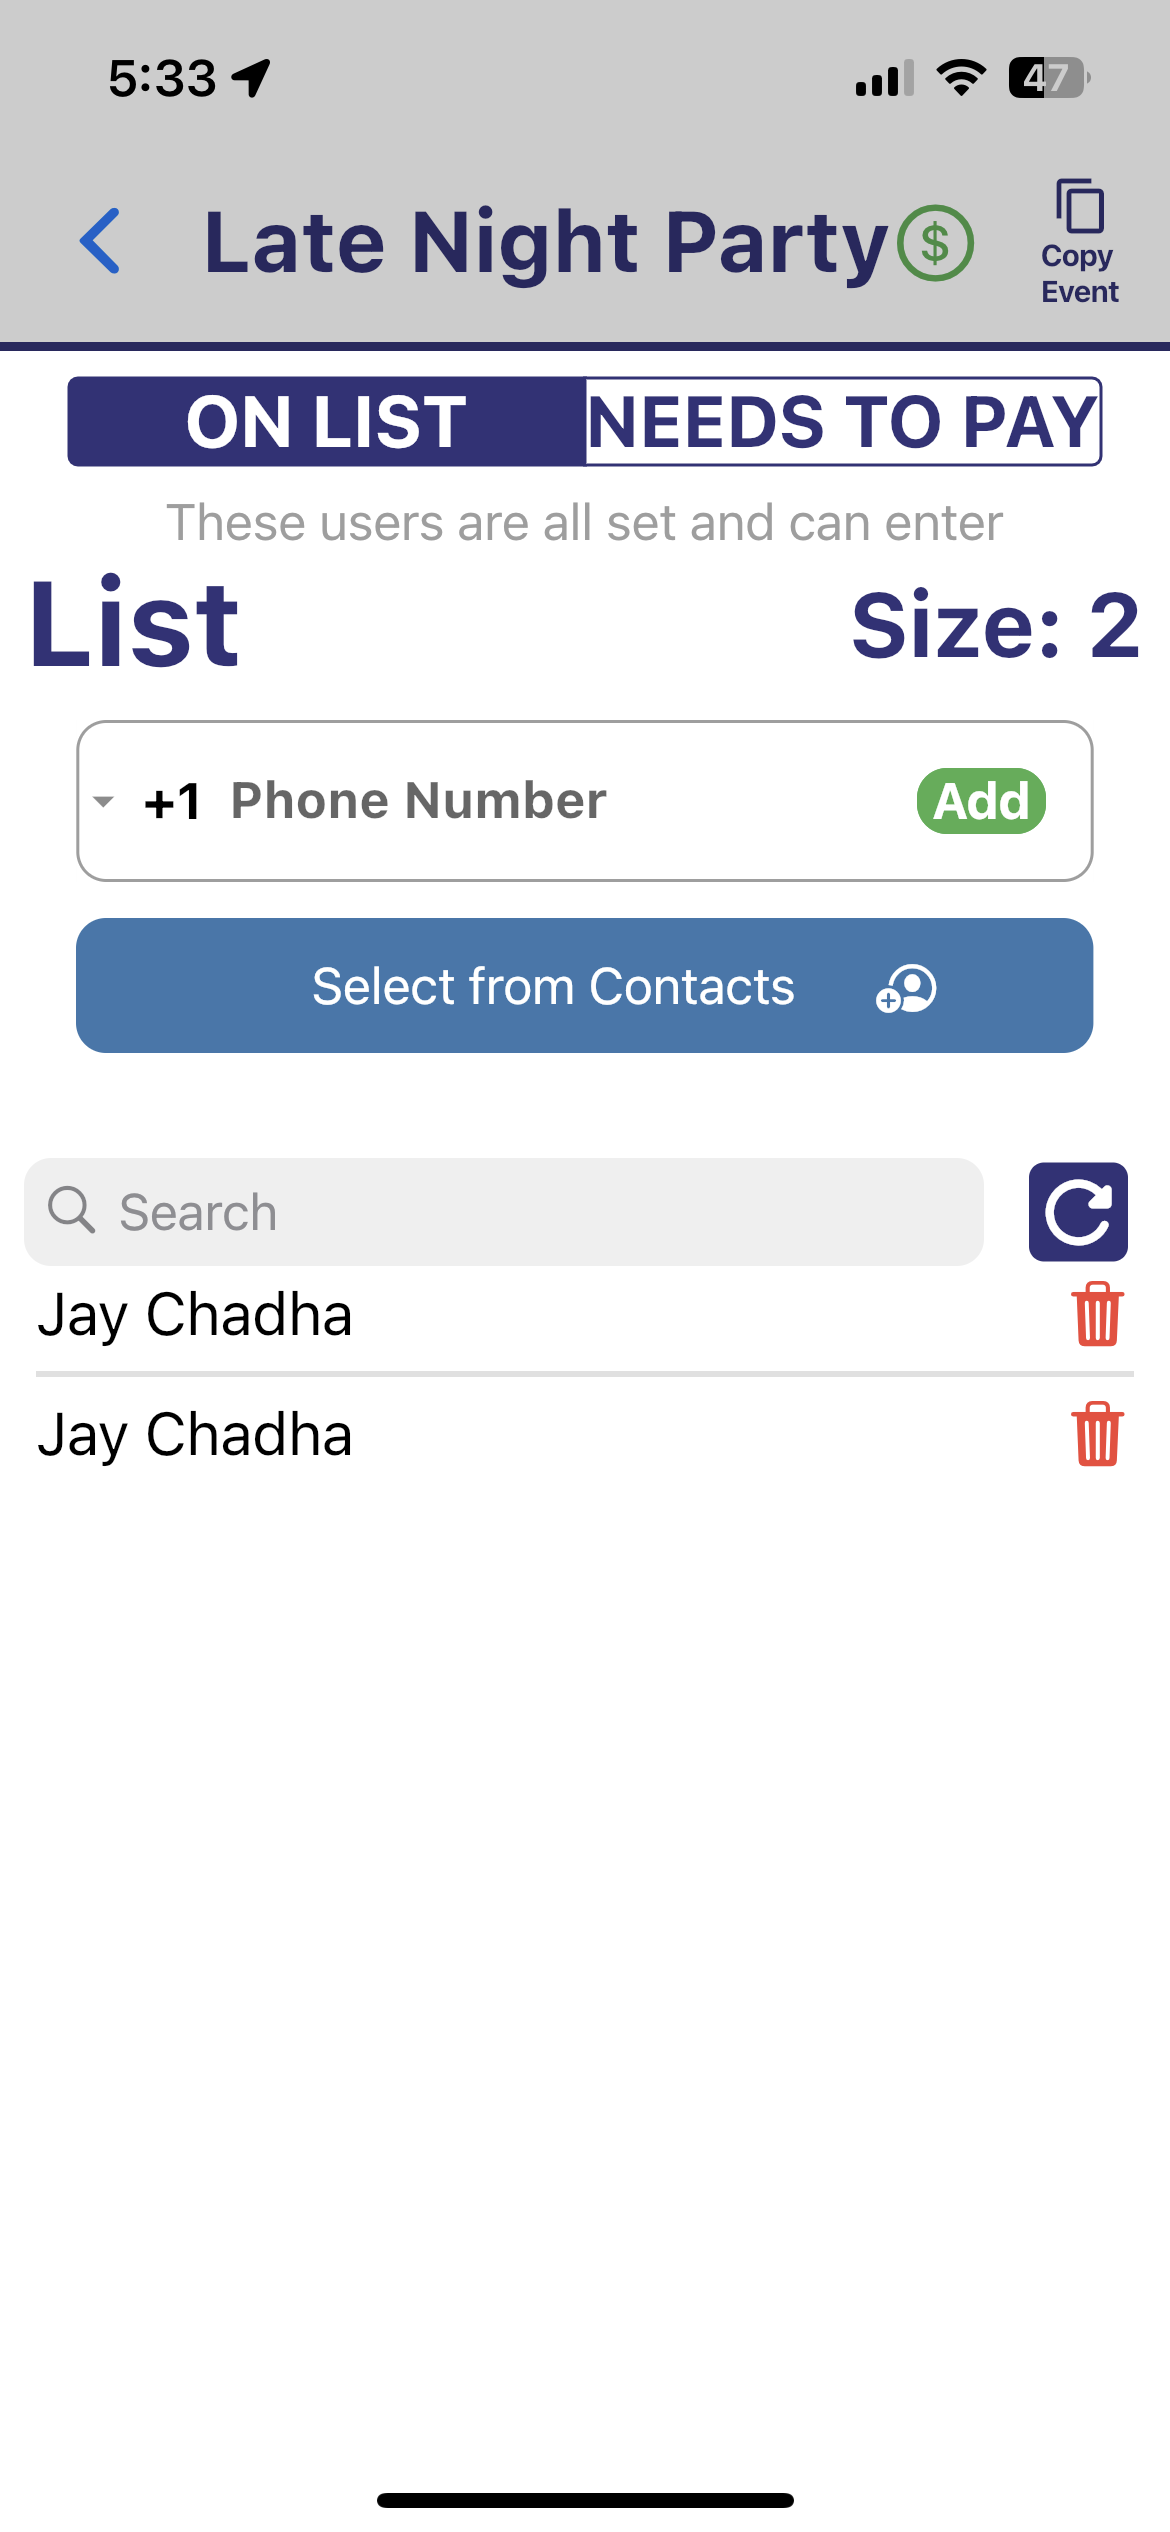 5:33
47
Late Night Party $
Copy
Event
ON LIST
NEEDS TO PAY
These users are all set and can enter
List
Size: 2
+1 Phone Number
Add
Select from Contacts
Search
Jay Chadha
Jay Chadha